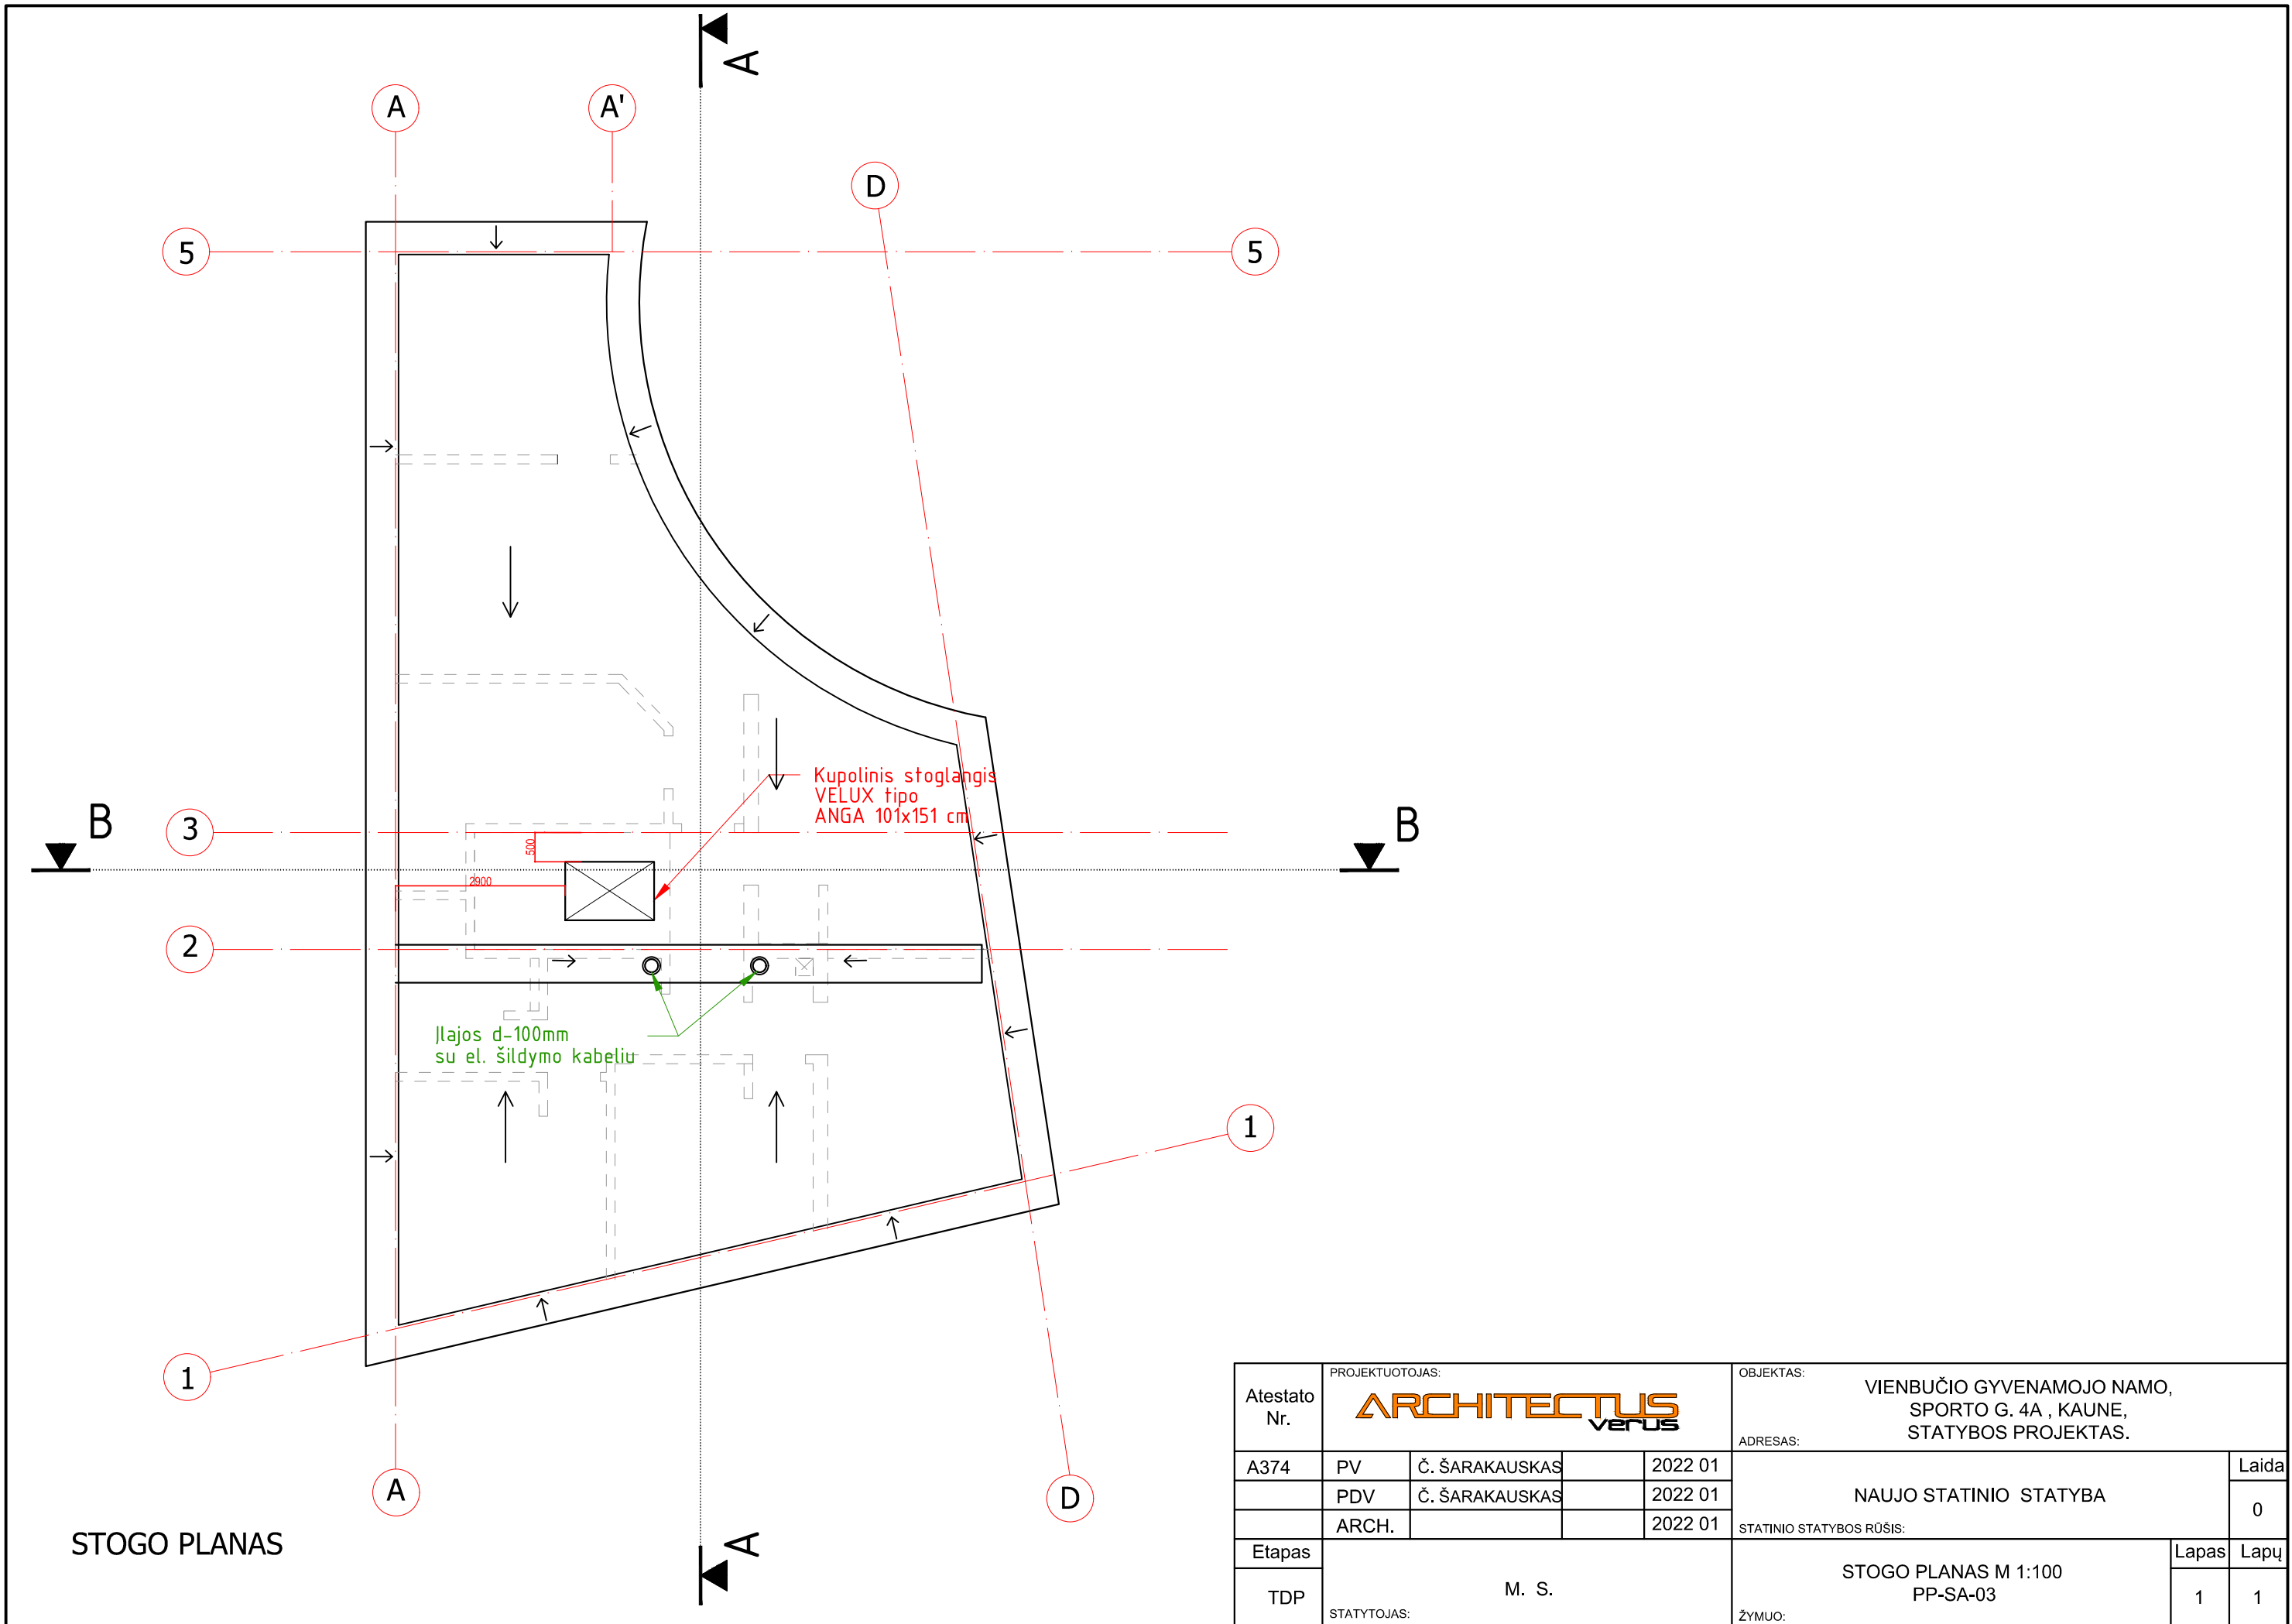 A
A
A'
D
5
5
Kupolinis stoglangis
VELUX tipo
ANGA 101x151 cm
B
B
3
500
2900
2
Įlajos d-100mm
su el. šildymo kabeliu
1
1
A
D
A
STOGO PLANAS
Atestato
Nr.
PROJEKTUOTOJAS:
ARCHITECTUS
verus
OBJEKTAS:
VIENBUČIO GYVENAMOJO NAMO,
SPORTO G. 4A , KAUNE,
STATYBOS PROJEKTAS.
ADRESAS:
A374 PV Č. ŠARAKAUSKAS 2022 01
PDV Č. ŠARAKAUSKAS 2022 01
ARCH. 2022 01
NAUJO STATINIO STATYBA
STATINIO STATYBOS RŪŠIS:
Laida
0
Etapas
TDP
M. S.
STATYTOJAS:
STOGO PLANAS M 1:100
PP-SA-03
ŽYMUO:
Lapas Lapų
1 1